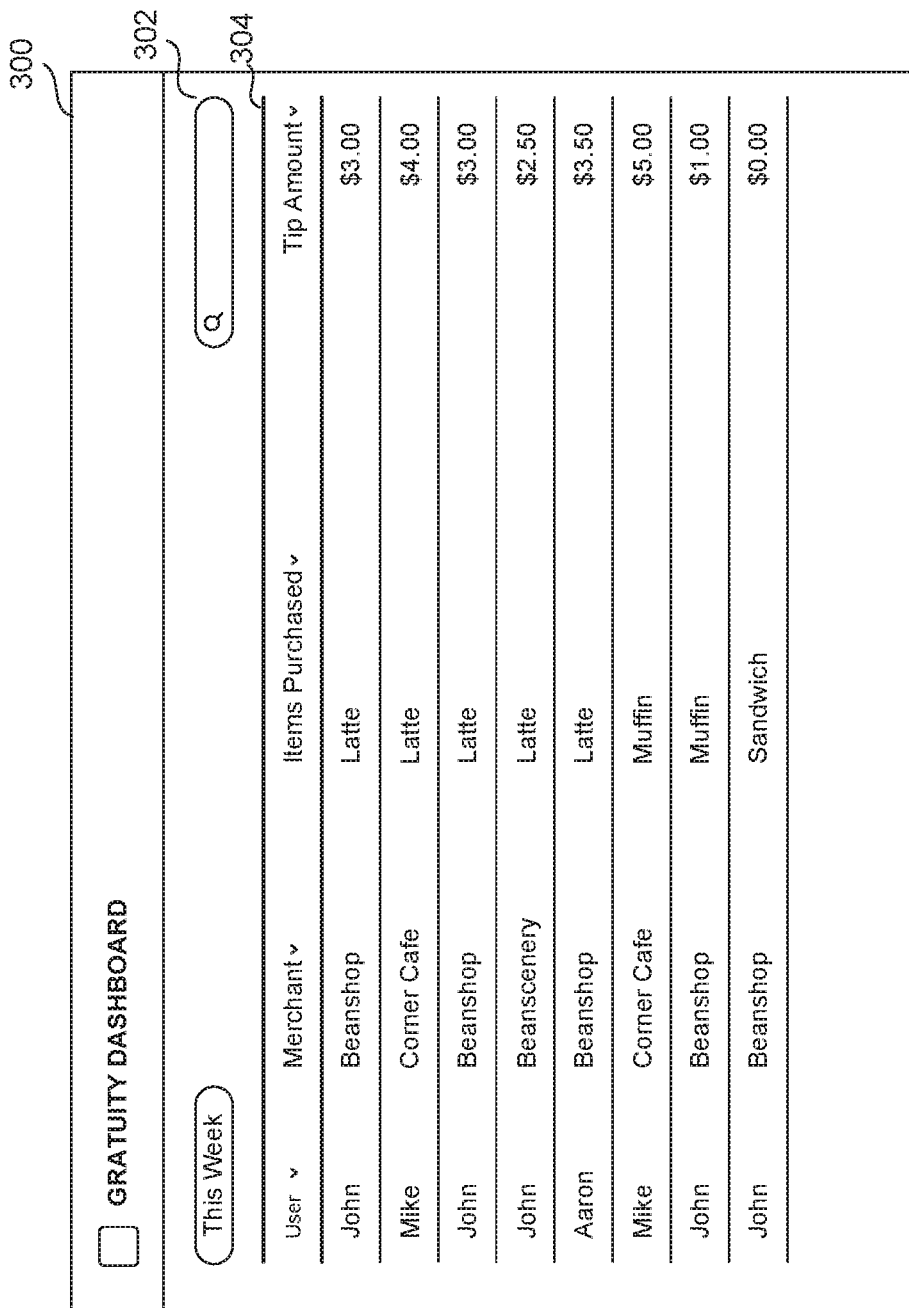 300
GRATUITY DASHBOARD
302
This Week
304
User Merchant Items Purchased Tip Amount
John Beanshop Latte $3.00
Mike Corner Cafe Latte $4.00
John Beanshop Latte $3.00
John Beanscenery Latte $2.50
Aaron Beanshop Latte $3.50
Mike Corner Cafe Muffin $5.00
John Beanshop Muffin $1.00
John Beanshop Sandwich $0.00